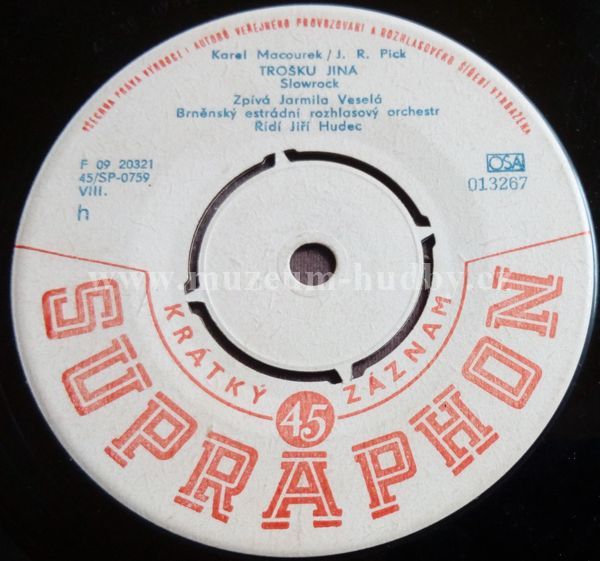 VŠECHNA PRÁVA VÝROBCŮ I AUTORŮ VYHRAZENA. VEŘEJNÉHO PROVOZOVÁNÍ A ROZHLASOVÉHO ŠÍŘENÍ
Karel Macourek / J. R. Pick
TROŠKU JINÁ
Slowrock
Zpívá Jarmila Veselá
Brněnský estrádní rozhlasový orchestr
Řídí Jiří Hudec
F 09 20321
45/SP-0759
VIII.
h
OSA
013267
www.muzeum-hudby.cz
KRÁTKÝ ZÁZNAM
45
SUPRAPHON